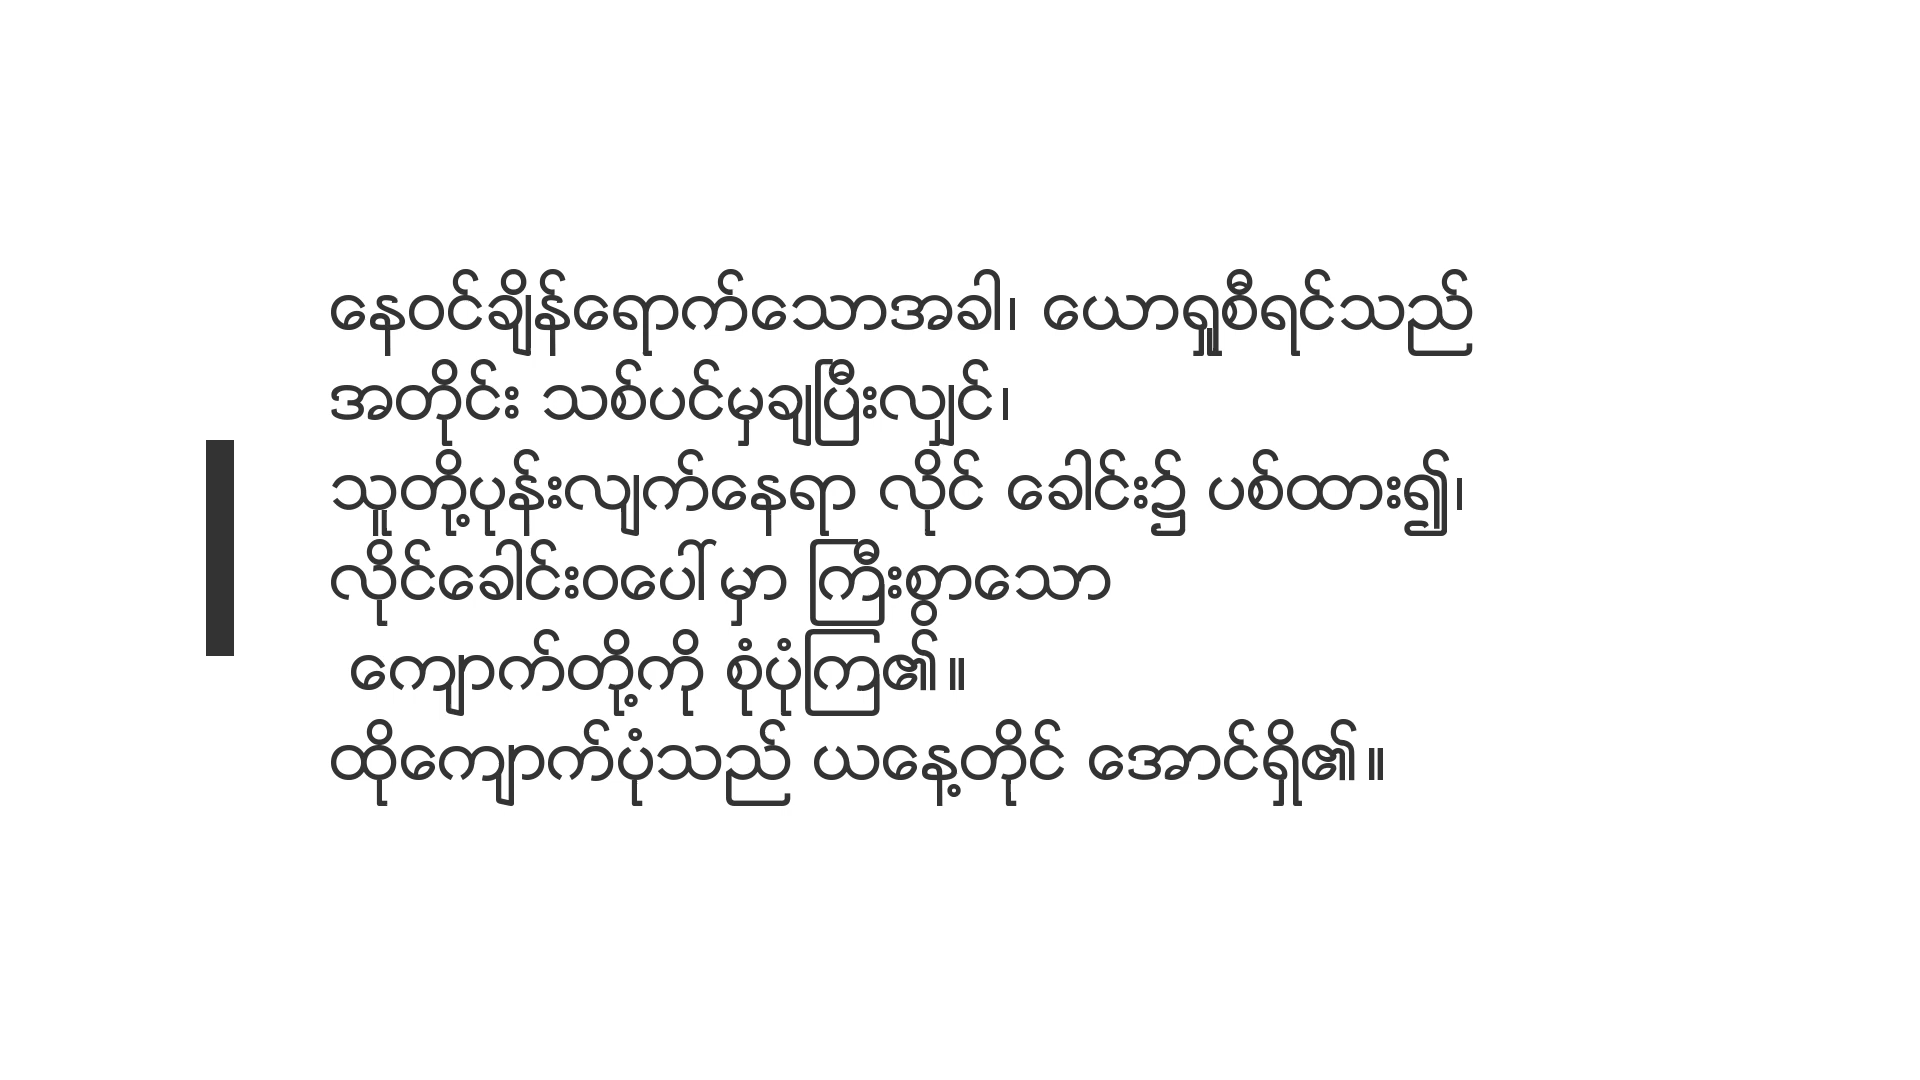 နေဝင်ချိန်ရောက်သောအခါ၊ ယောရှုစီရင်သည်
အတိုင်း သစ်ပင်မှချပြီးလျှင်၊
သူတို့ပုန်းလျက်နေရာ လိုင် ခေါင်း၌ ပစ်ထား၍၊
လိုင်ခေါင်းဝပေါ်မှာ ကြီးစွာသော
ကျောက်တို့ကို စုံပုံကြ၏။
ထိုကျောက်ပုံသည် ယနေ့တိုင် အောင်ရှိ၏။